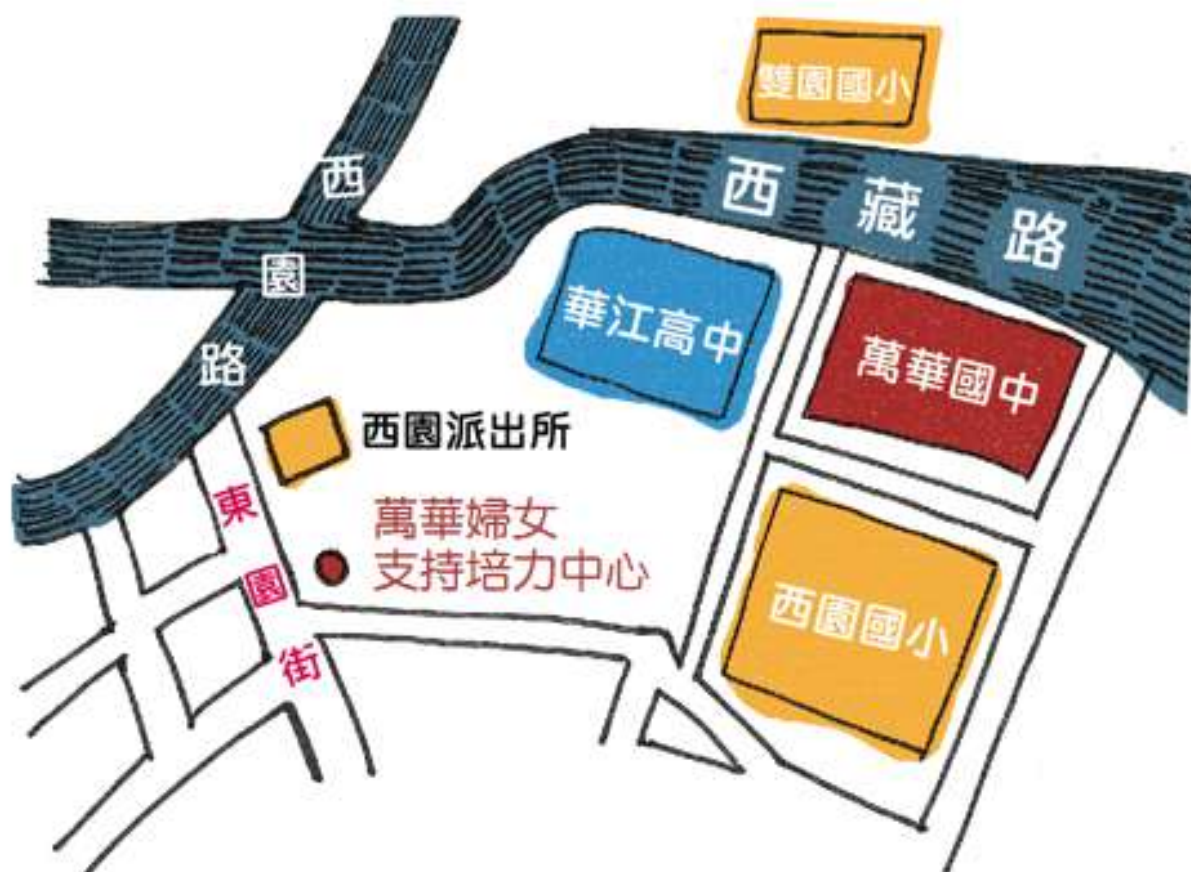 雙園國小
西藏路
西園路
華江高中
萬華國中
西園派出所
東園街
萬華婦女
支持培力中心
西園國小